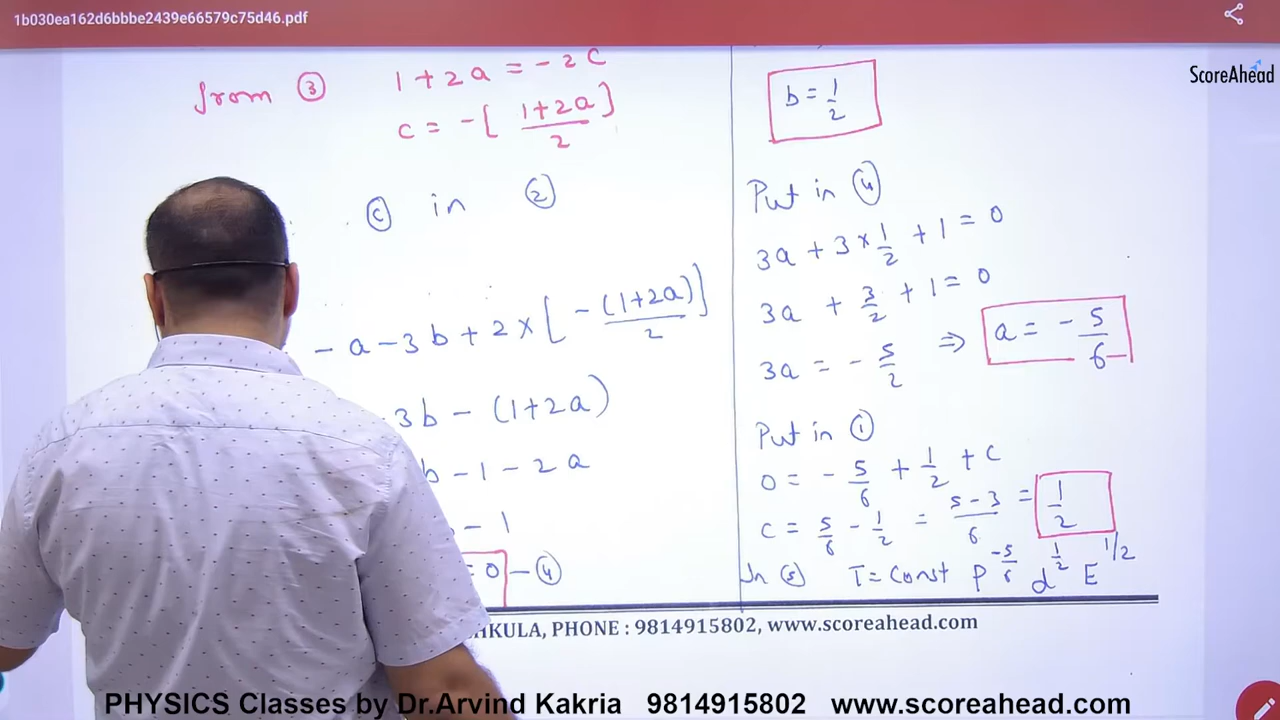 1b030ea162d6bbbe2439e66579c75d46.pdf
ScoreAhead
from ③ 1 + 2a = - 2c
c = - [ (1+2a)/2 ]
ⓒ in ②
- a - 3b + 2 × [ - (1+2a)/2 ]
3b - (1+2a)
b - 1 - 2a
- 1
= 0 - ④
b = 1/2
Put in ④
3a + 3 × 1/2 + 1 = 0
3a + 3/2 + 1 = 0
3a = - 5/2 ⇒ a = - 5/6
Put in ①
0 = - 5/6 + 1/2 + c
c = 5/6 - 1/2 = (5-3)/6 = 1/2
In ⑤ T = Const P^(-5/6) d^(1/2) E^(1/2)
HKULA, PHONE : 9814915802, www.scoreahead.com
PHYSICS Classes by Dr.Arvind Kakria 9814915802 www.scoreahead.com